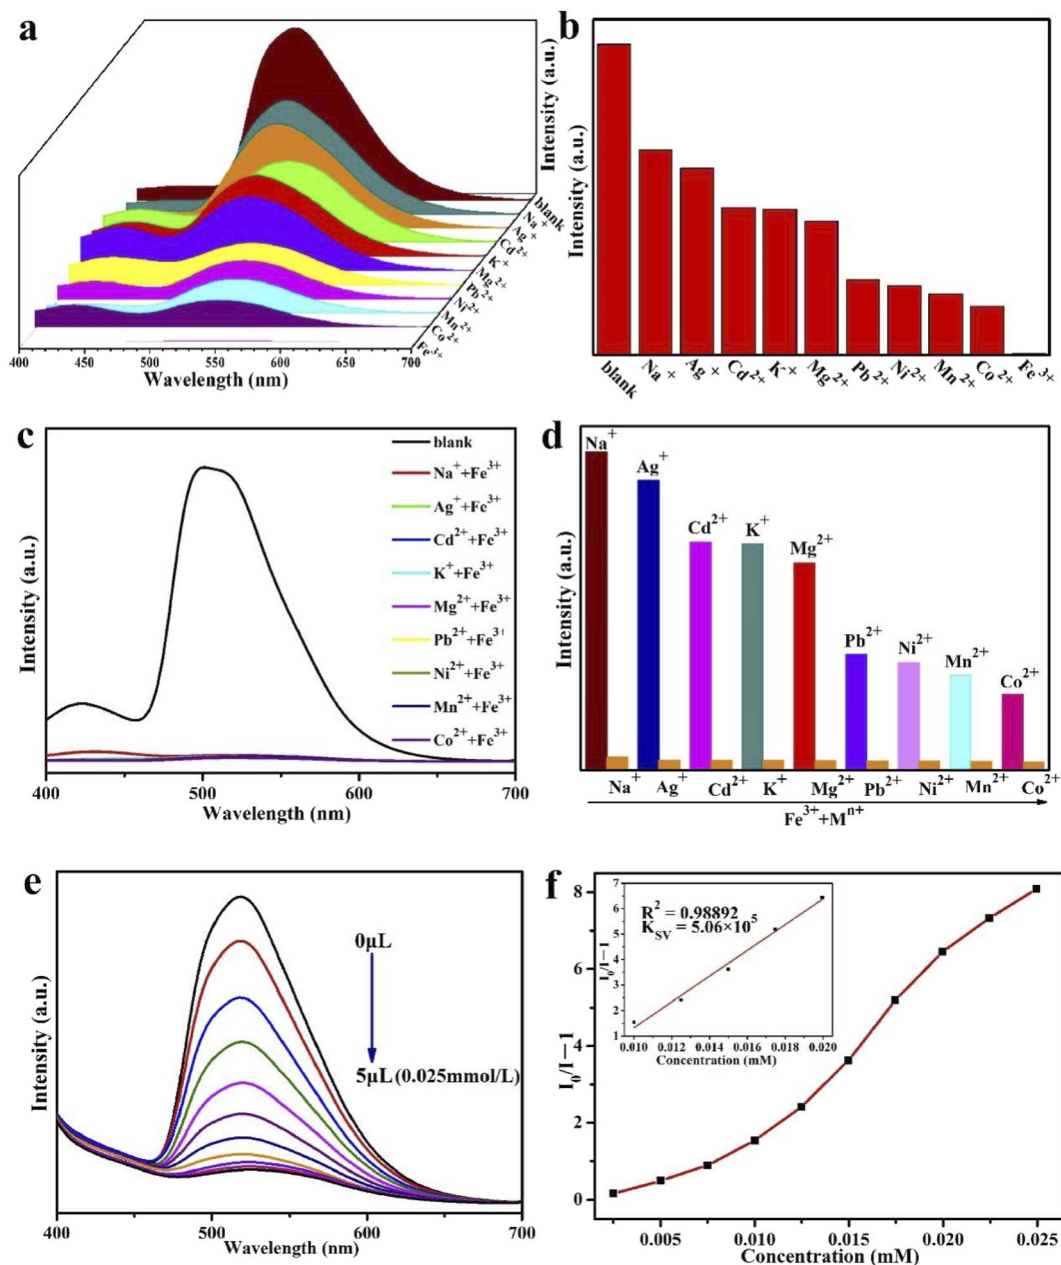 a
Intensity (a.u.)
blank
Na⁺
Ag⁺
Cd²⁺
K⁺
Mg²⁺
Pb²⁺
Ni²⁺
Mn²⁺
Co²⁺
Fe³⁺
400 450 500 550 600 650 700
Wavelength (nm)
b
Intensity (a.u.)
blank Na⁺ Ag⁺ Cd²⁺ K⁺ Mg²⁺ Pb²⁺ Ni²⁺ Mn²⁺ Co²⁺ Fe³⁺
c
Intensity (a.u.)
blank
Na⁺+Fe³⁺
Ag⁺+Fe³⁺
Cd²⁺+Fe³⁺
K⁺+Fe³⁺
Mg²⁺+Fe³⁺
Pb²⁺+Fe³⁺
Ni²⁺+Fe³⁺
Mn²⁺+Fe³⁺
Co²⁺+Fe³⁺
400 500 600 700
Wavelength (nm)
d
Intensity (a.u.)
Na⁺
Ag⁺
Cd²⁺
K⁺
Mg²⁺
Pb²⁺
Ni²⁺
Mn²⁺
Co²⁺
Na⁺ Ag⁺ Cd²⁺ K⁺ Mg²⁺ Pb²⁺ Ni²⁺ Mn²⁺ Co²⁺
Fe³⁺+Mⁿ⁺
e
Intensity (a.u.)
0μL
5μL(0.025mmol/L)
400 500 600 700
Wavelength (nm)
f
I₀/I−1
8
6
4
2
0
0.005 0.010 0.015 0.020 0.025
Concentration (mM)
I₀/I−1
7
6
5
4
3
2
1
R² = 0.98892
K_SV = 5.06×10⁵
0.010 0.012 0.014 0.016 0.018 0.020
Concentration (mM)